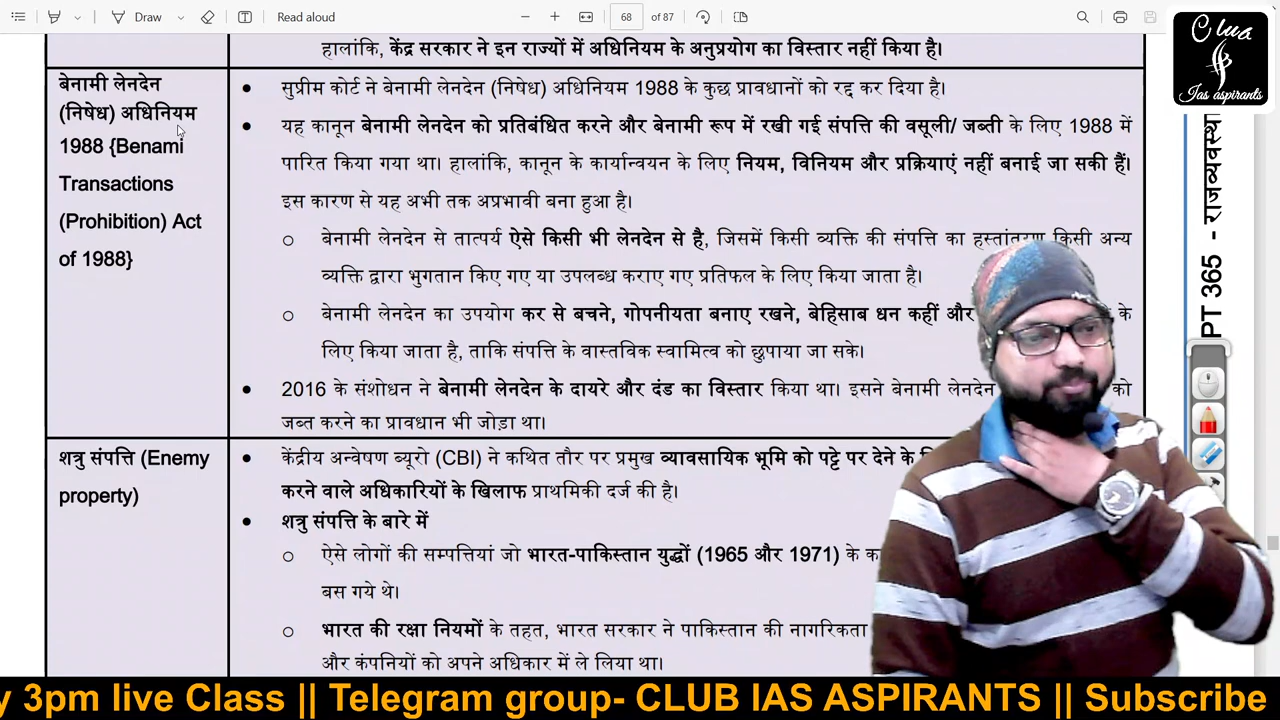 Draw
Read aloud
68 of 87
Club
Ias aspirants
हालांकि, केंद्र सरकार ने इन राज्यों में अधिनियम के अनुप्रयोग का विस्तार नहीं किया है।
बेनामी लेनदेन
(निषेध) अधिनियम
1988 {Benami
Transactions
(Prohibition) Act
of 1988}
सुप्रीम कोर्ट ने बेनामी लेनदेन (निषेध) अधिनियम 1988 के कुछ प्रावधानों को रद्द कर दिया है।
यह कानून बेनामी लेनदेन को प्रतिबंधित करने और बेनामी रूप में रखी गई संपत्ति की वसूली/ जब्ती के लिए 1988 में
पारित किया गया था। हालांकि, कानून के कार्यान्वयन के लिए नियम, विनियम और प्रक्रियाएं नहीं बनाई जा सकी हैं।
इस कारण से यह अभी तक अप्रभावी बना हुआ है।
बेनामी लेनदेन से तात्पर्य ऐसे किसी भी लेनदेन से है, जिसमें किसी व्यक्ति की संपत्ति का हस्तांतरण किसी अन्य
व्यक्ति द्वारा भुगतान किए गए या उपलब्ध कराए गए प्रतिफल के लिए किया जाता है।
बेनामी लेनदेन का उपयोग कर से बचने, गोपनीयता बनाए रखने, बेहिसाब धन कहीं और के
लिए किया जाता है, ताकि संपत्ति के वास्तविक स्वामित्व को छुपाया जा सके।
2016 के संशोधन ने बेनामी लेनदेन के दायरे और दंड का विस्तार किया था। इसने बेनामी लेनदेन को
जब्त करने का प्रावधान भी जोड़ा था।
शत्रु संपत्ति (Enemy
property)
केंद्रीय अन्वेषण ब्यूरो (CBI) ने कथित तौर पर प्रमुख व्यावसायिक भूमि को पट्टे पर देने के
करने वाले अधिकारियों के खिलाफ प्राथमिकी दर्ज की है।
शत्रु संपत्ति के बारे में
ऐसे लोगों की सम्पत्तियां जो भारत-पाकिस्तान युद्धों (1965 और 1971) के
बस गये थे।
भारत की रक्षा नियमों के तहत, भारत सरकार ने पाकिस्तान की नागरिकता
और कंपनियों को अपने अधिकार में ले लिया था।
PT 365 - राजव्यवस्था
y 3pm live Class || Telegram group- CLUB IAS ASPIRANTS || Subscribe